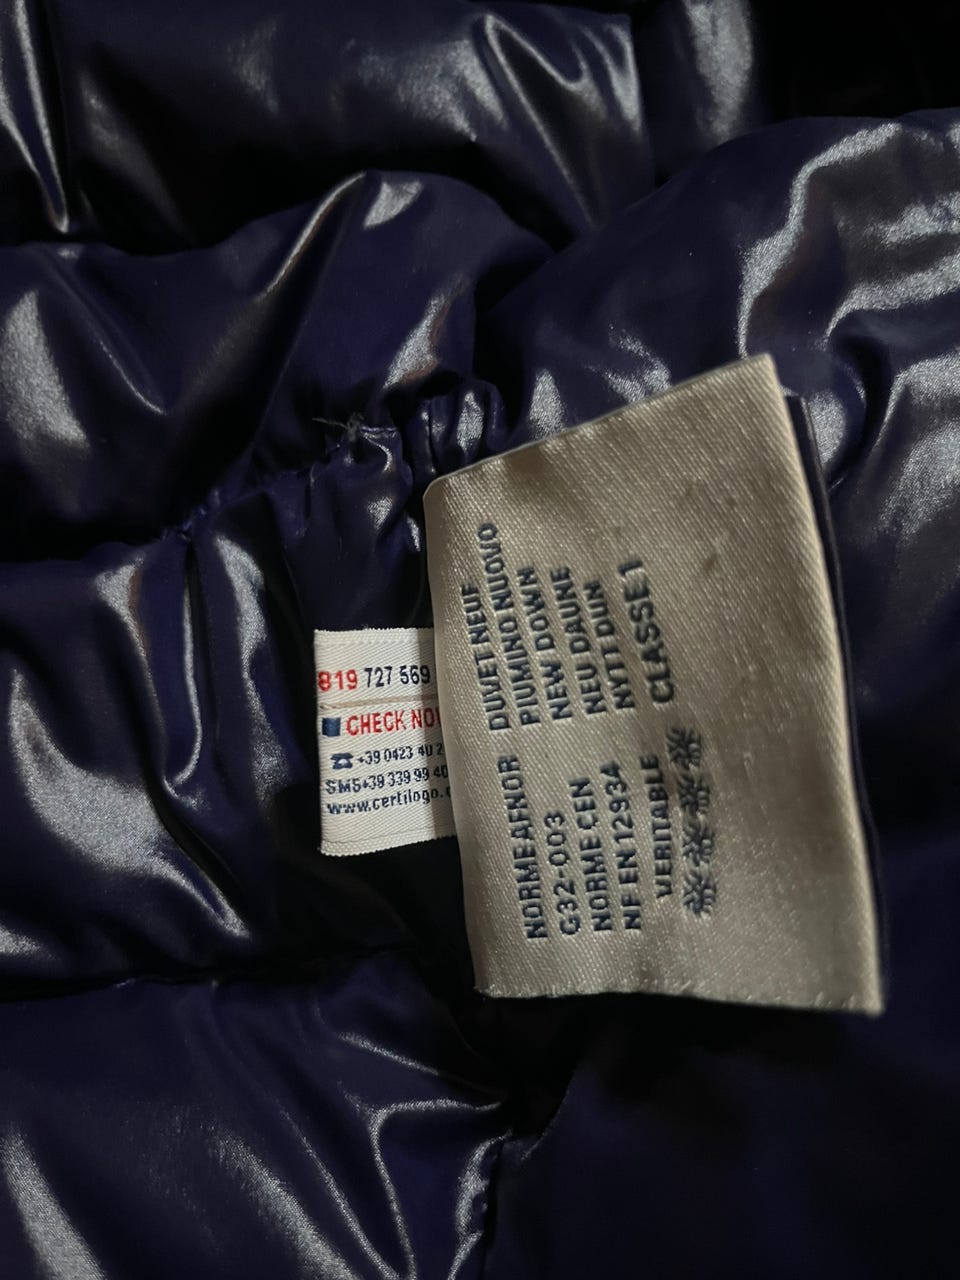 819 727 569
CHECK NO
☎ +39 0423 40 2
SMS+39 339 99 40
www.certilogo.
DUVET NEUF
PIUMINO NUOVO
NEW DOWN
NEU DAUNE
NYTT DUN
CLASSE 1
NORME AFNOR
G32-003
NORME CEN
NF EN 12934
VERITABLE